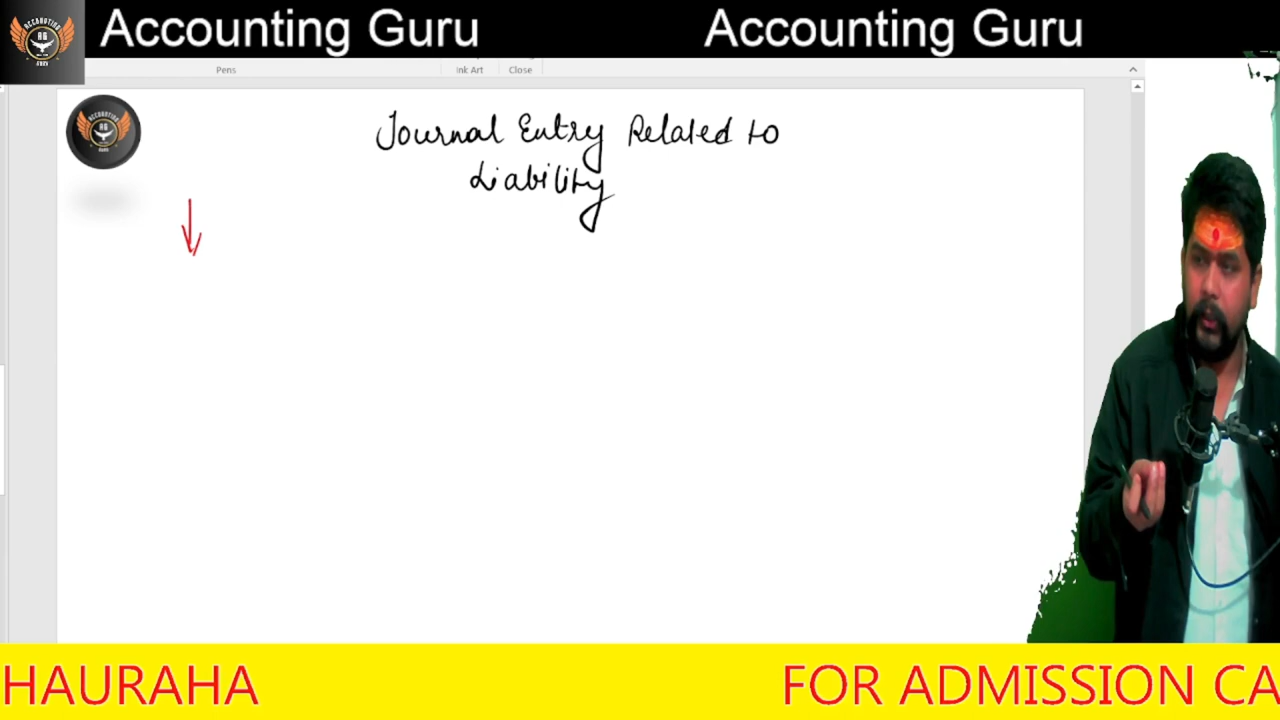 Accounting Guru
Accounting Guru
Pens
Ink Art
Close
Journal Entry Related to
Liability
HAURAHA
FOR ADMISSION CA